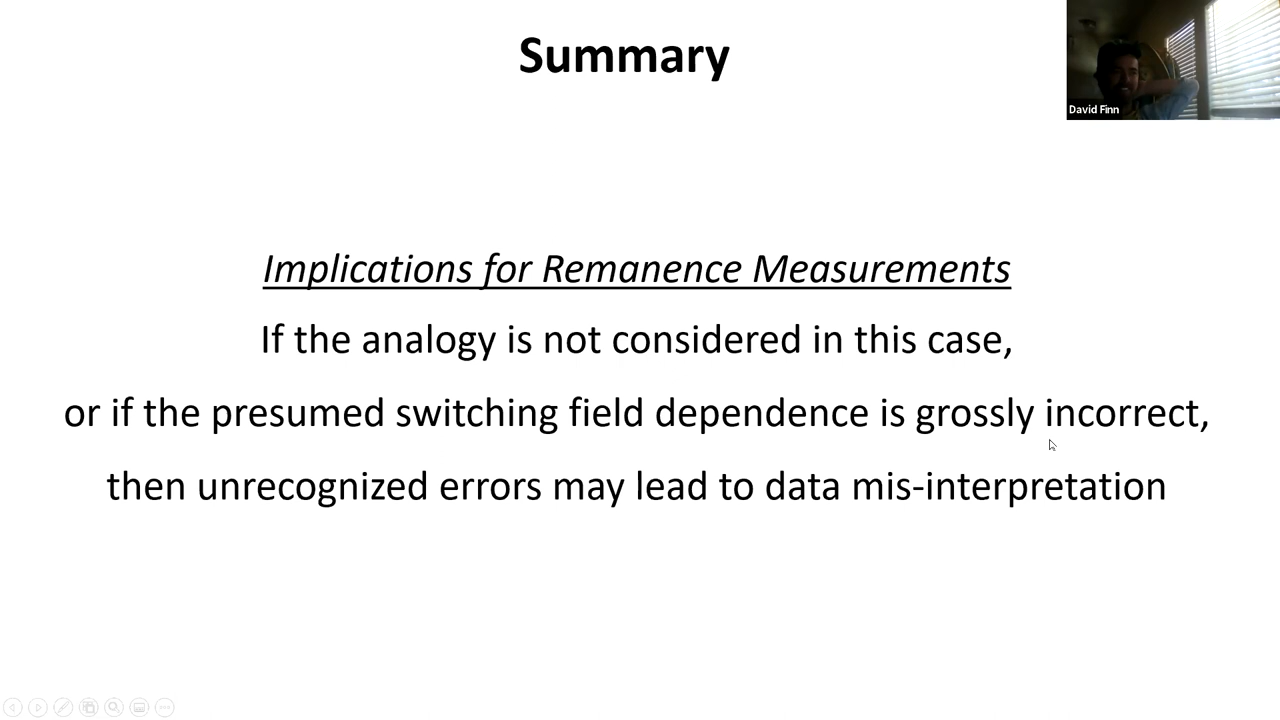 Summary
David Finn
Implications for Remanence Measurements
If the analogy is not considered in this case,
or if the presumed switching field dependence is grossly incorrect,
then unrecognized errors may lead to data mis-interpretation